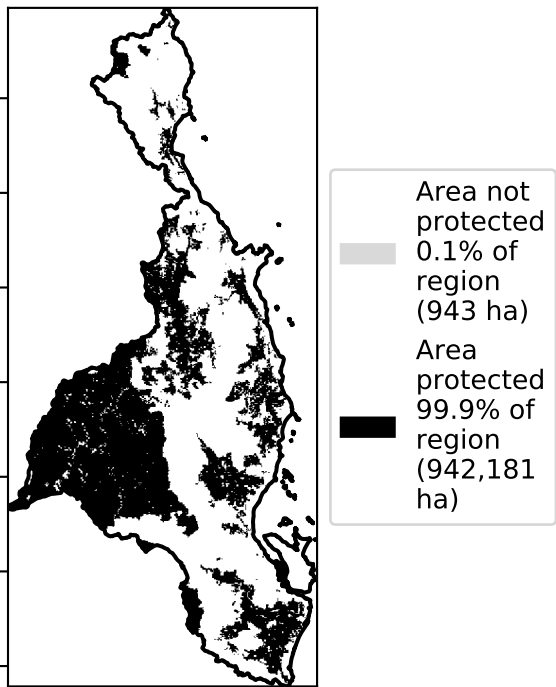 Area not
protected
0.1% of
region
(943 ha)
Area
protected
99.9% of
region
(942,181
ha)